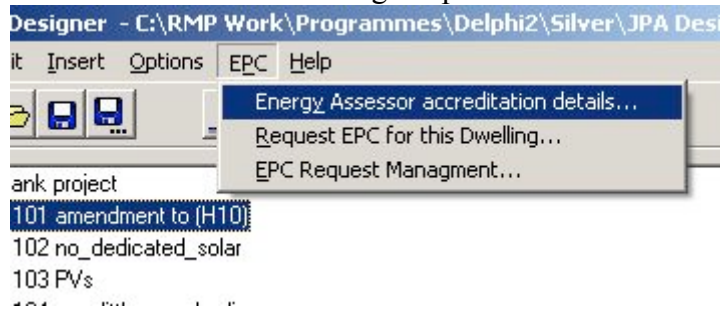 Designer - C:\RMP Work\Programmes\Delphi2\Silver\JPA Des
it Insert Options EPC Help
Energy Assessor accreditation details...
Request EPC for this Dwelling...
EPC Request Managment...
ank project
101 amendment to (H10)
102 no_dedicated_solar
103 PVs